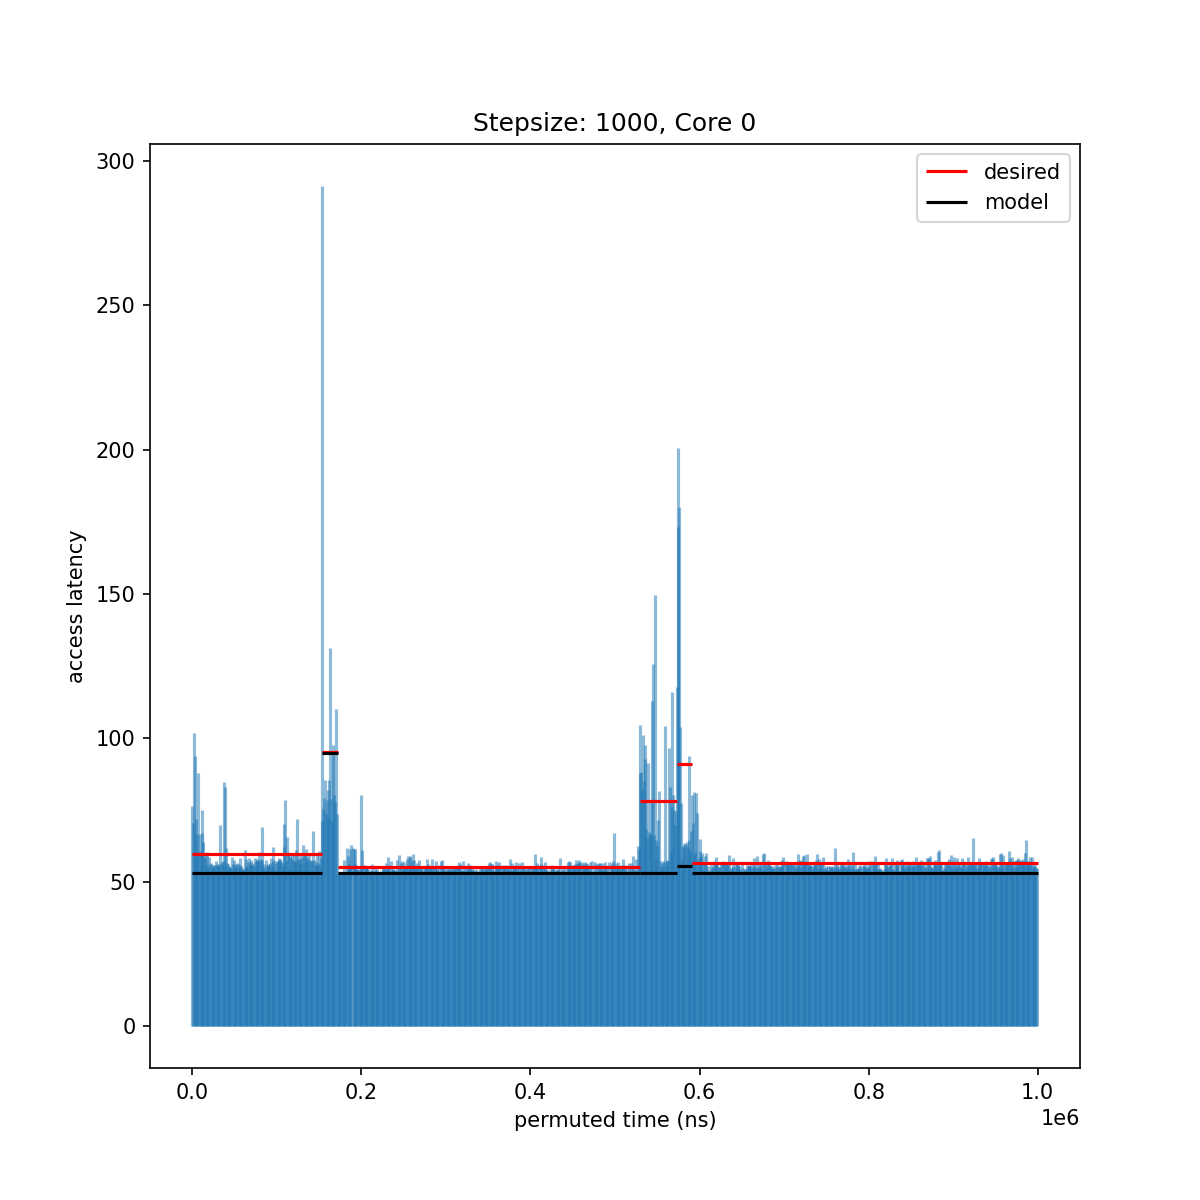 Stepsize: 1000, Core 0
desired
model
access latency
300
250
200
150
100
50
0
0.0 0.2 0.4 0.6 0.8 1.0
1e6
permuted time (ns)